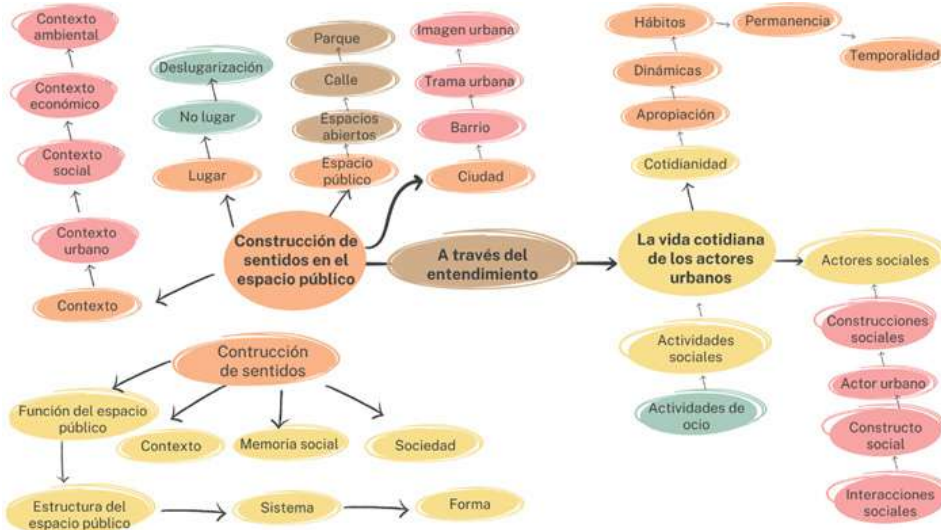 Contexto
ambiental
Contexto
económico
Contexto
social
Contexto
urbano
Contexto
Deslugarización
No lugar
Lugar
Parque
Calle
Espacios
abiertos
Espacio
público
Imagen urbana
Trama urbana
Barrio
Ciudad
Construcción de
sentidos en el
espacio público
A través del
entendimiento
La vida cotidiana
de los actores
urbanos
Hábitos
Permanencia
Temporalidad
Dinámicas
Apropiación
Cotidianidad
Actores sociales
Construcciones
sociales
Actor urbano
Constructo
social
Interacciones
sociales
Actividades
sociales
Actividades de
ocio
Contrucción
de sentidos
Función del espacio
público
Contexto
Memoria social
Sociedad
Estructura del
espacio público
Sistema
Forma